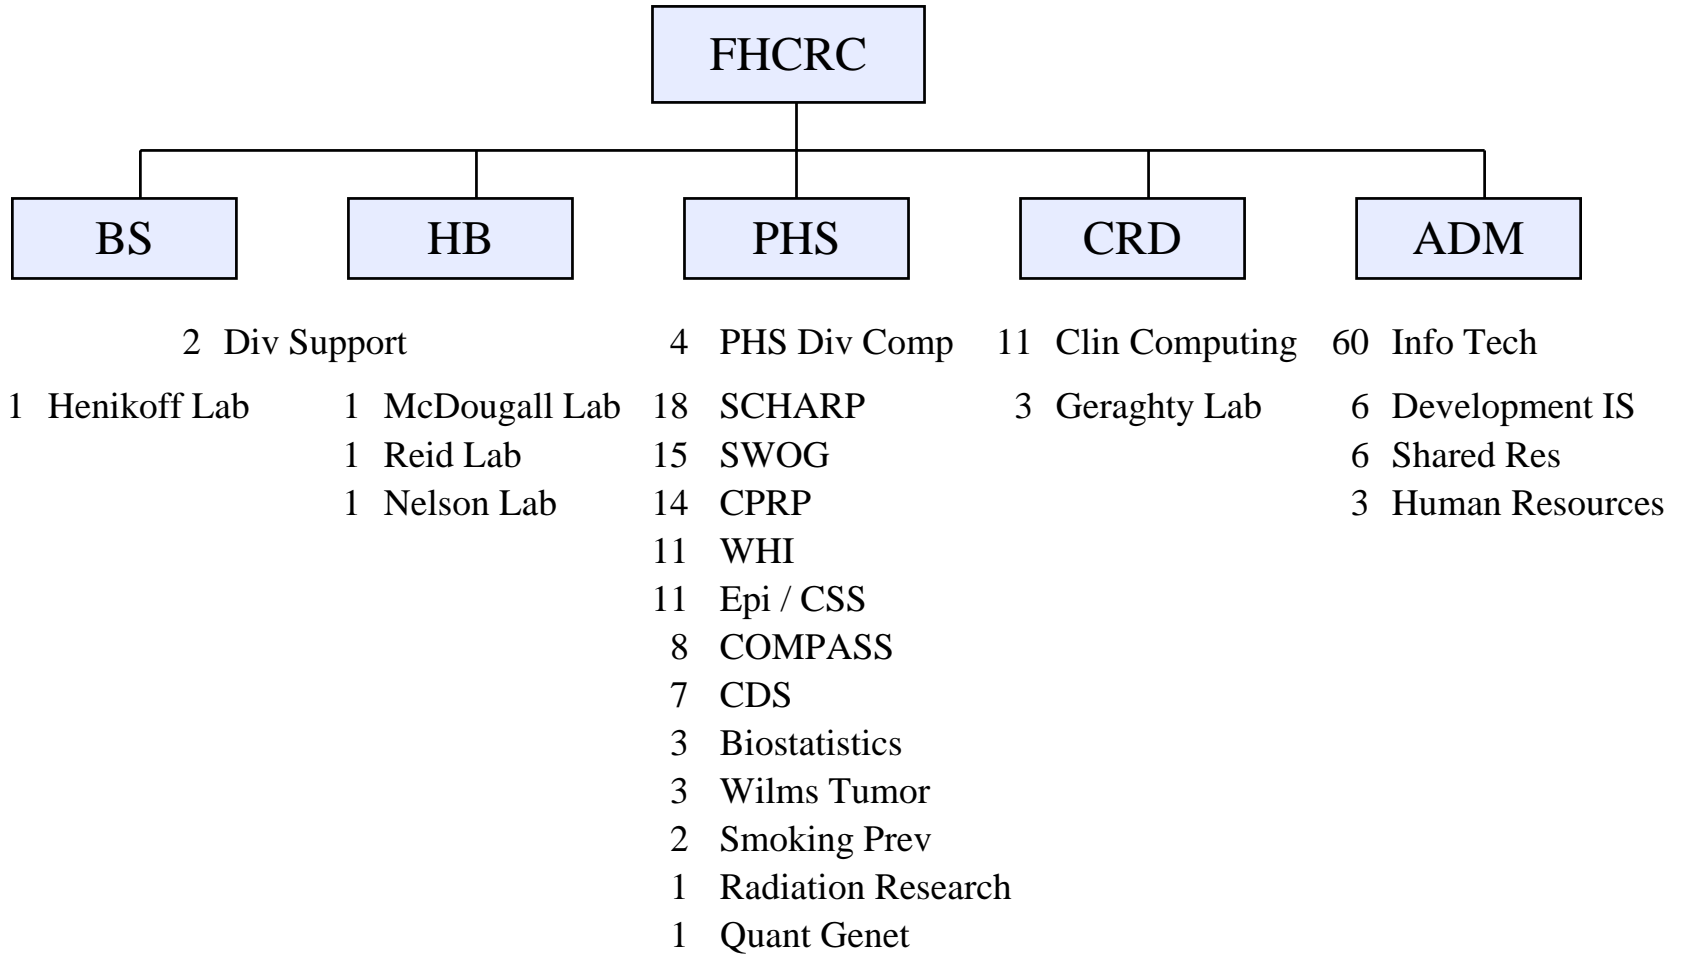 FHCRC
BS HB PHS CRD ADM
2 Div Support 4 PHS Div Comp 11 Clin Computing 60 Info Tech
1 Henikoff Lab 1 McDougall Lab 18 SCHARP 3 Geraghty Lab 6 Development IS
1 Reid Lab 15 SWOG 6 Shared Res
1 Nelson Lab 14 CPRP 3 Human Resources
11 WHI
11 Epi / CSS
8 COMPASS
7 CDS
3 Biostatistics
3 Wilms Tumor
2 Smoking Prev
1 Radiation Research
1 Quant Genet